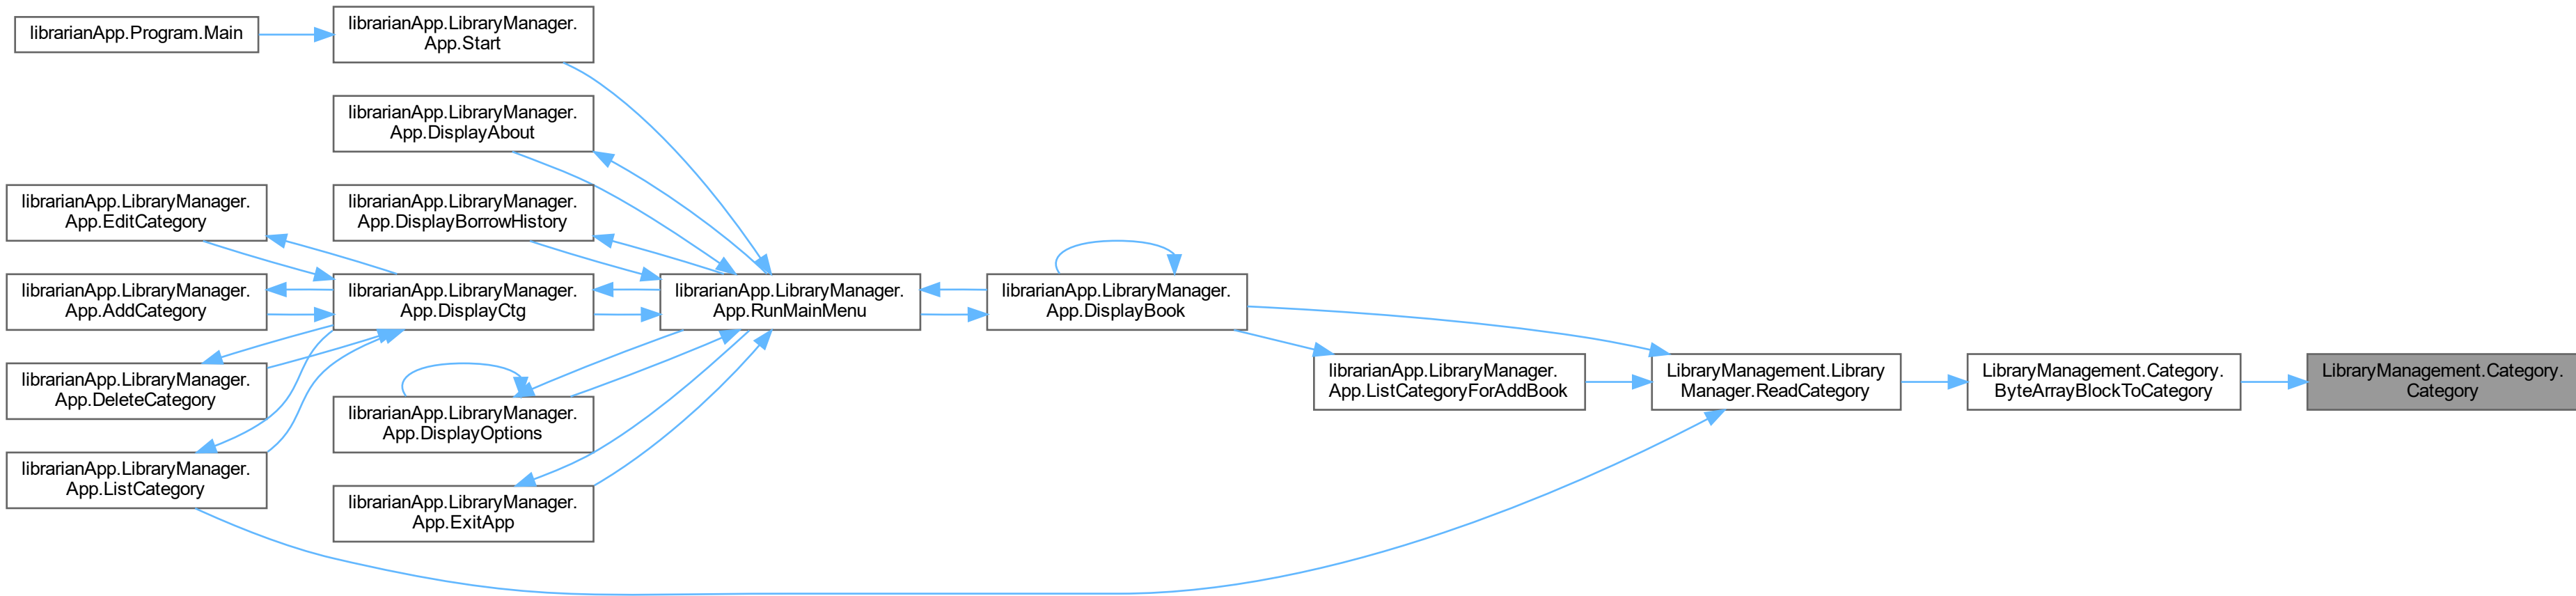 librarianApp.Program.Main
librarianApp.LibraryManager.
App.Start
librarianApp.LibraryManager.
App.DisplayAbout
librarianApp.LibraryManager.
App.EditCategory
librarianApp.LibraryManager.
App.DisplayBorrowHistory
librarianApp.LibraryManager.
App.AddCategory
librarianApp.LibraryManager.
App.DisplayCtg
librarianApp.LibraryManager.
App.RunMainMenu
librarianApp.LibraryManager.
App.DisplayBook
librarianApp.LibraryManager.
App.DeleteCategory
librarianApp.LibraryManager.
App.DisplayOptions
librarianApp.LibraryManager.
App.ListCategoryForAddBook
LibraryManagement.Library
Manager.ReadCategory
LibraryManagement.Category.
ByteArrayBlockToCategory
LibraryManagement.Category.
Category
librarianApp.LibraryManager.
App.ListCategory
librarianApp.LibraryManager.
App.ExitApp